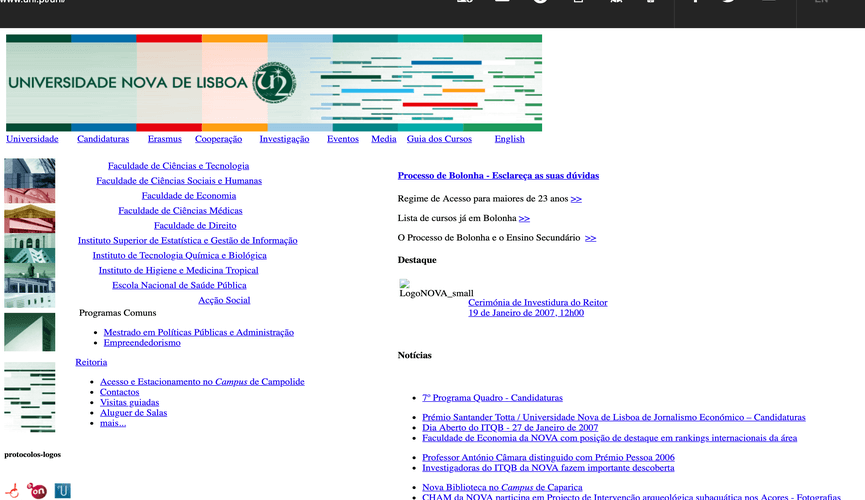 www.unl.pt/unl/
EN
UNIVERSIDADE NOVA DE LISBOA
Universidade Candidaturas Erasmus Cooperação Investigação Eventos Media Guia dos Cursos English
Faculdade de Ciências e Tecnologia
Faculdade de Ciências Sociais e Humanas
Faculdade de Economia
Faculdade de Ciências Médicas
Faculdade de Direito
Instituto Superior de Estatística e Gestão de Informação
Instituto de Tecnologia Química e Biológica
Instituto de Higiene e Medicina Tropical
Escola Nacional de Saúde Pública
Acção Social
Programas Comuns
Mestrado em Políticas Públicas e Administração
Empreendedorismo
Reitoria
Acesso e Estacionamento no Campus de Campolide
Contactos
Visitas guiadas
Aluguer de Salas
mais...
protocolos-logos
on
U
Processo de Bolonha - Esclareça as suas dúvidas
Regime de Acesso para maiores de 23 anos >>
Lista de cursos já em Bolonha >>
O Processo de Bolonha e o Ensino Secundário >>
Destaque
LogoNOVA_small
Cerimónia de Investidura do Reitor
19 de Janeiro de 2007, 12h00
Notícias
7º Programa Quadro - Candidaturas
Prémio Santander Totta / Universidade Nova de Lisboa de Jornalismo Económico – Candidaturas
Dia Aberto do ITQB - 27 de Janeiro de 2007
Faculdade de Economia da NOVA com posição de destaque em rankings internacionais da área
Professor António Câmara distinguido com Prémio Pessoa 2006
Investigadoras do ITQB da NOVA fazem importante descoberta
Nova Biblioteca no Campus de Caparica
CHAM da NOVA participa em Projecto de Intervenção arqueológica subaquática nos Açores - Fotografias